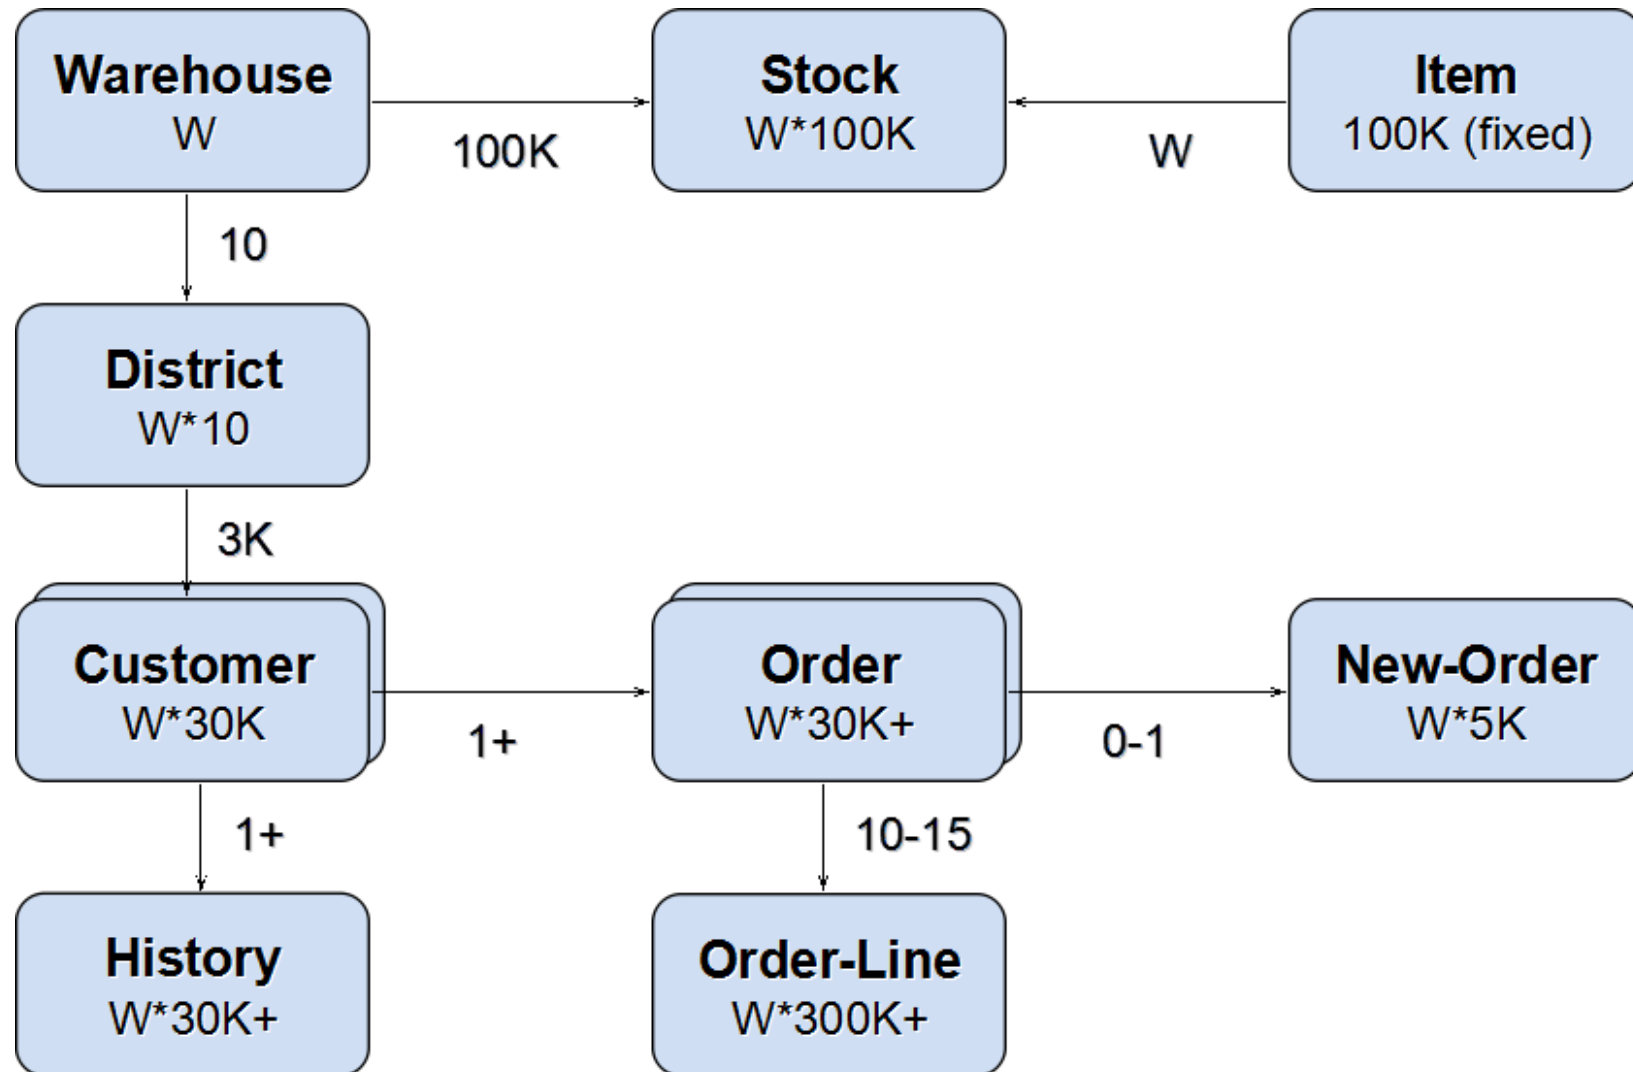 Warehouse
W
100K
Stock
W*100K
W
Item
100K (fixed)
10
District
W*10
3K
Customer
W*30K
1+
Order
W*30K+
0-1
New-Order
W*5K
1+
10-15
History
W*30K+
Order-Line
W*300K+